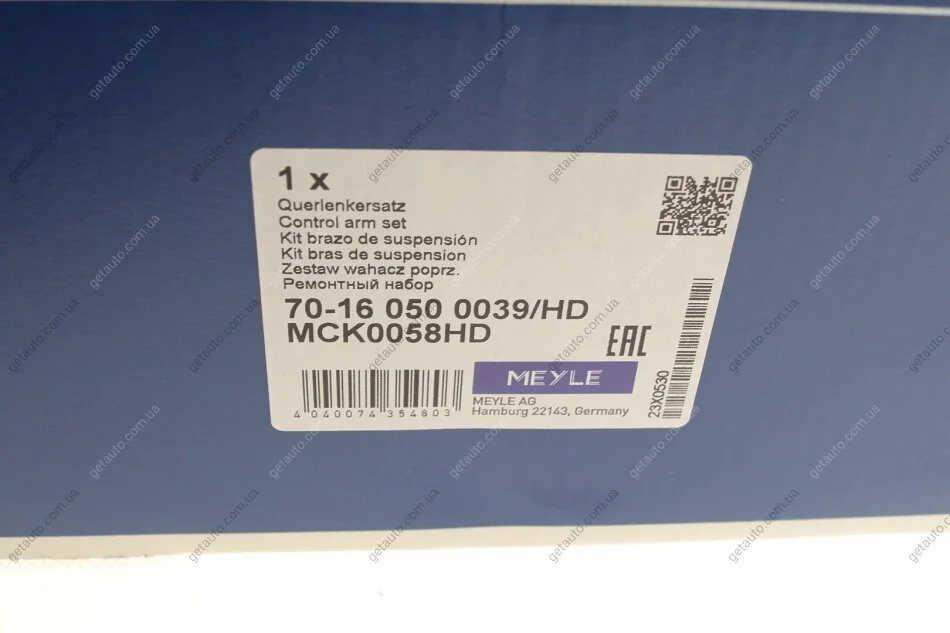 1 x
Querlenkersatz
Control arm set
Kit brazo de suspensión
Kit bras de suspension
Zestaw wahacz poprz.
Ремонтный набор
70-16 050 0039/HD
MCK0058HD
EAC
MEYLE
MEYLE AG
Hamburg 22143, Germany
4 040074 354803
23X0530
getauto.com.ua